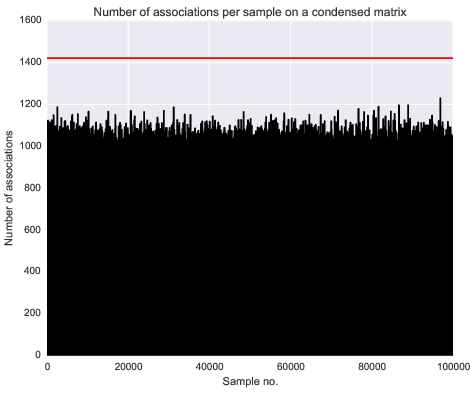 Number of associations per sample on a condensed matrix
1600
1400
1200
1000
800
600
400
200
0
Number of associations
0 20000 40000 60000 80000 100000
Sample no.